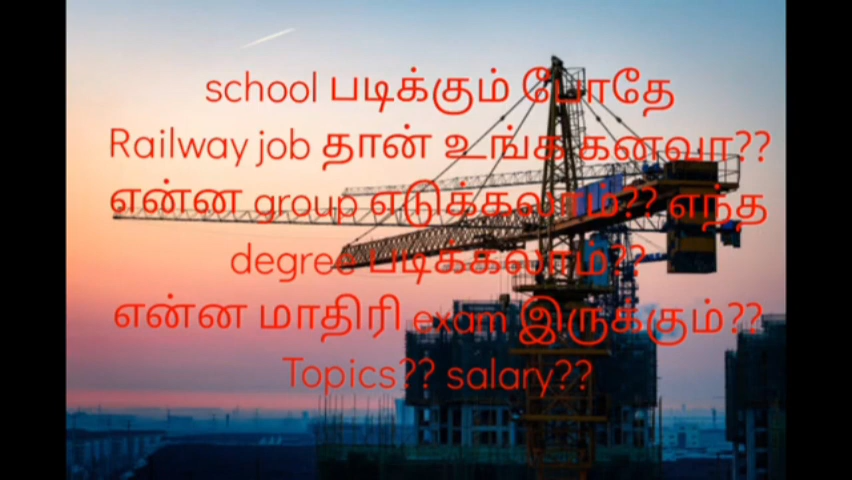 school படிக்கும் போதே
Railway job தான் உங்க கனவா??
என்ன group எடுக்கலாம்?? எந்த
degree படிக்கலாம்??
என்ன மாதிரி exam இருக்கும்??
Topics?? salary??